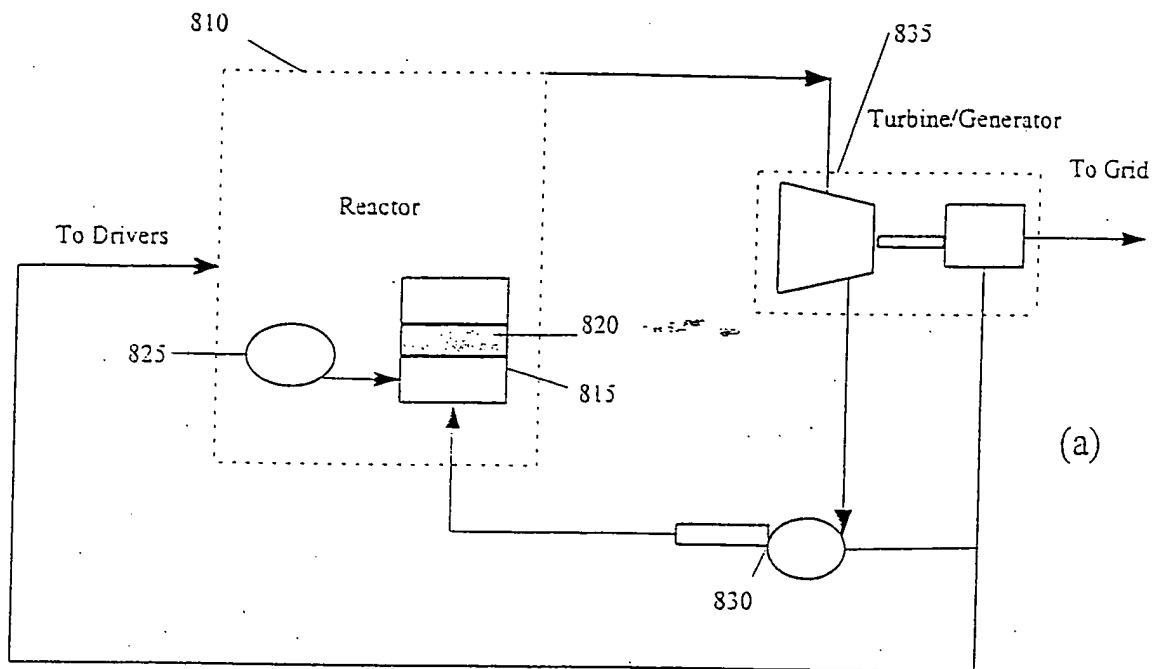 810
835
Turbine/Generator
To Grid
Reactor
To Drivers
820
825
815
(a)
830